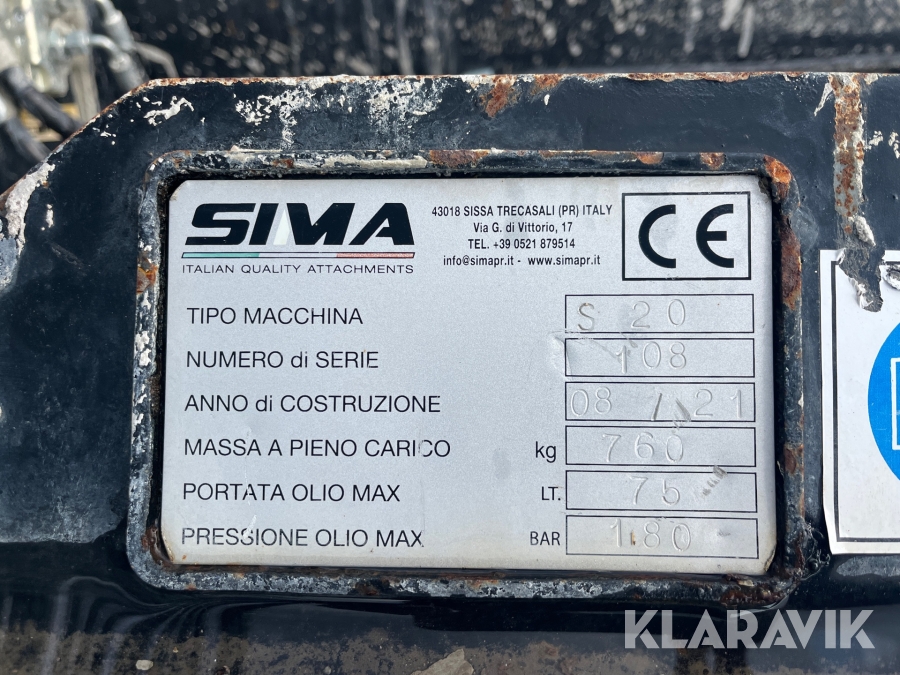 SIMA
ITALIAN QUALITY ATTACHMENTS
43018 SISSA TRECASALI (PR) ITALY
Via G. di Vittorio, 17
TEL. +39 0521 879514
info@simapr.it - www.simapr.it
CE
TIPO MACCHINA S 20
NUMERO di SERIE 108
ANNO di COSTRUZIONE 08 / 21
MASSA A PIENO CARICO kg 760
PORTATA OLIO MAX LT. 75
PRESSIONE OLIO MAX BAR 180
KLARAVIK